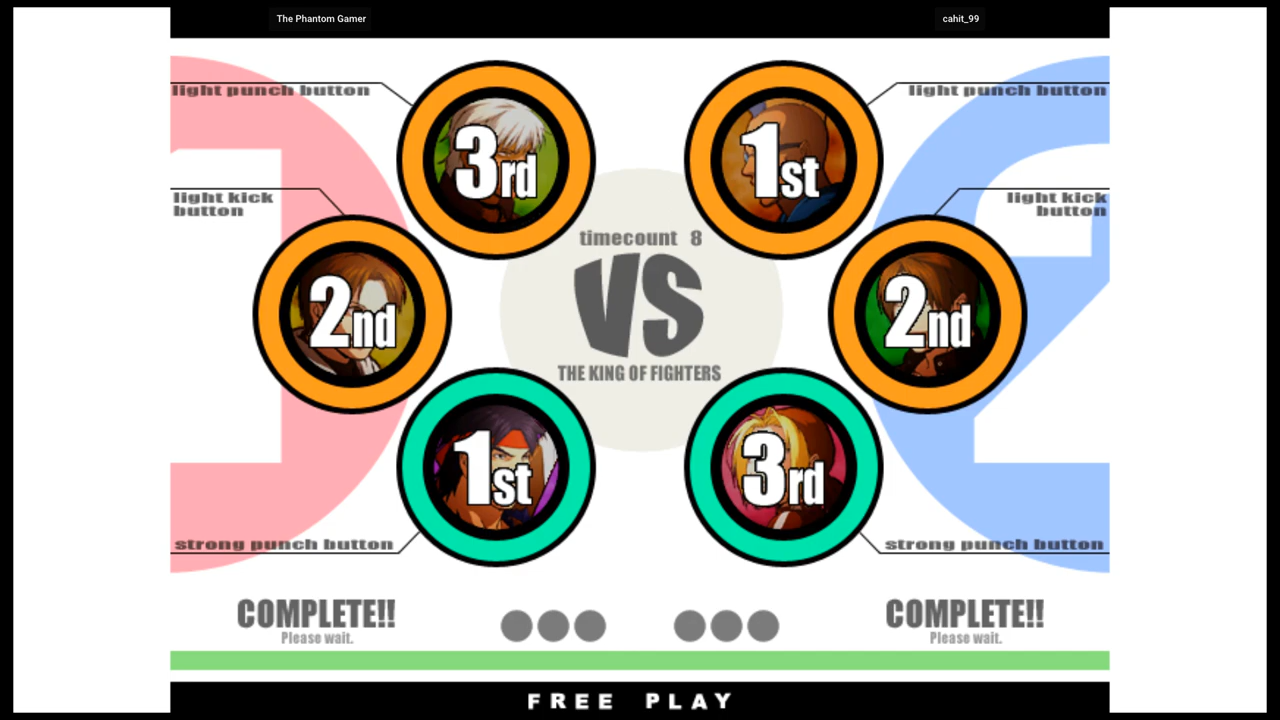 The Phantom Gamer
cahit_99
light punch button
light punch button
3rd
1st
light kick
button
light kick
button
timecount 8
VS
THE KING OF FIGHTERS
2nd
2nd
1st
3rd
strong punch button
strong punch button
COMPLETE!!
Please wait.
COMPLETE!!
Please wait.
FREE PLAY
1
2